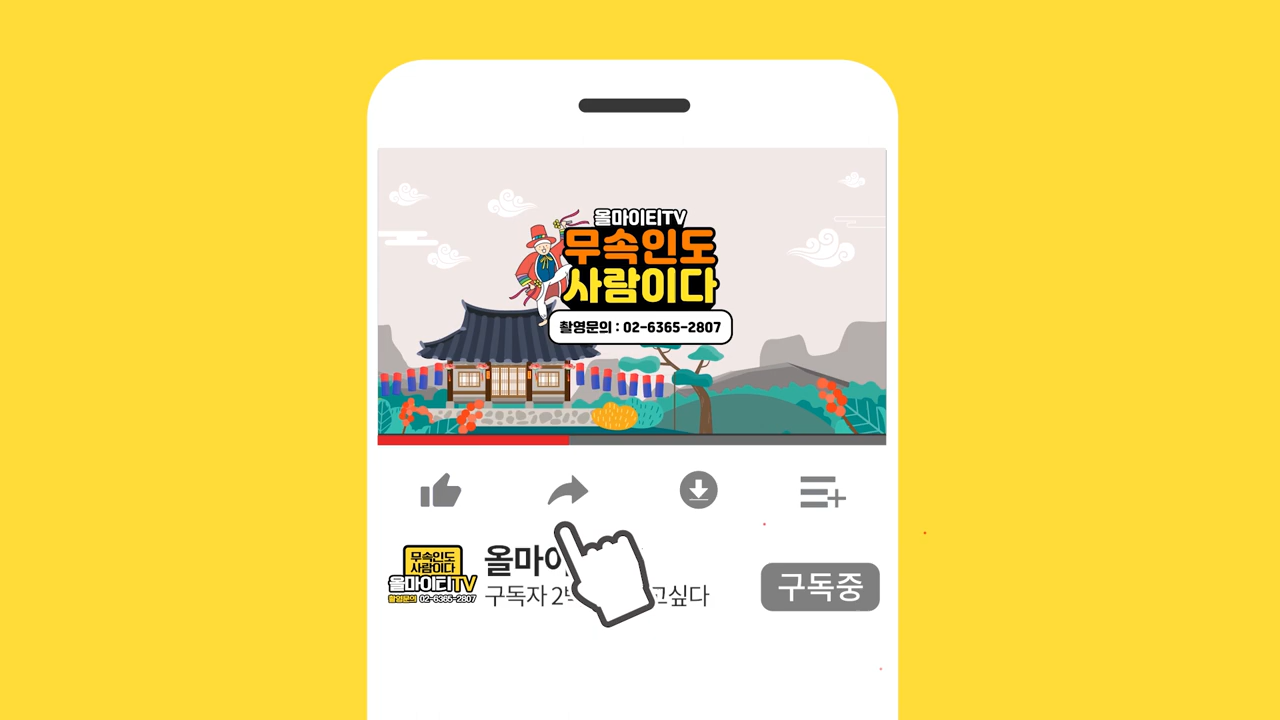 올마이티TV
무속인도
사람이다
촬영문의 : 02-6365-2807
무속인도
사람이다
올마이티TV
촬영문의 02-6365-2807
올마이
구독자 2 고싶다
구독중